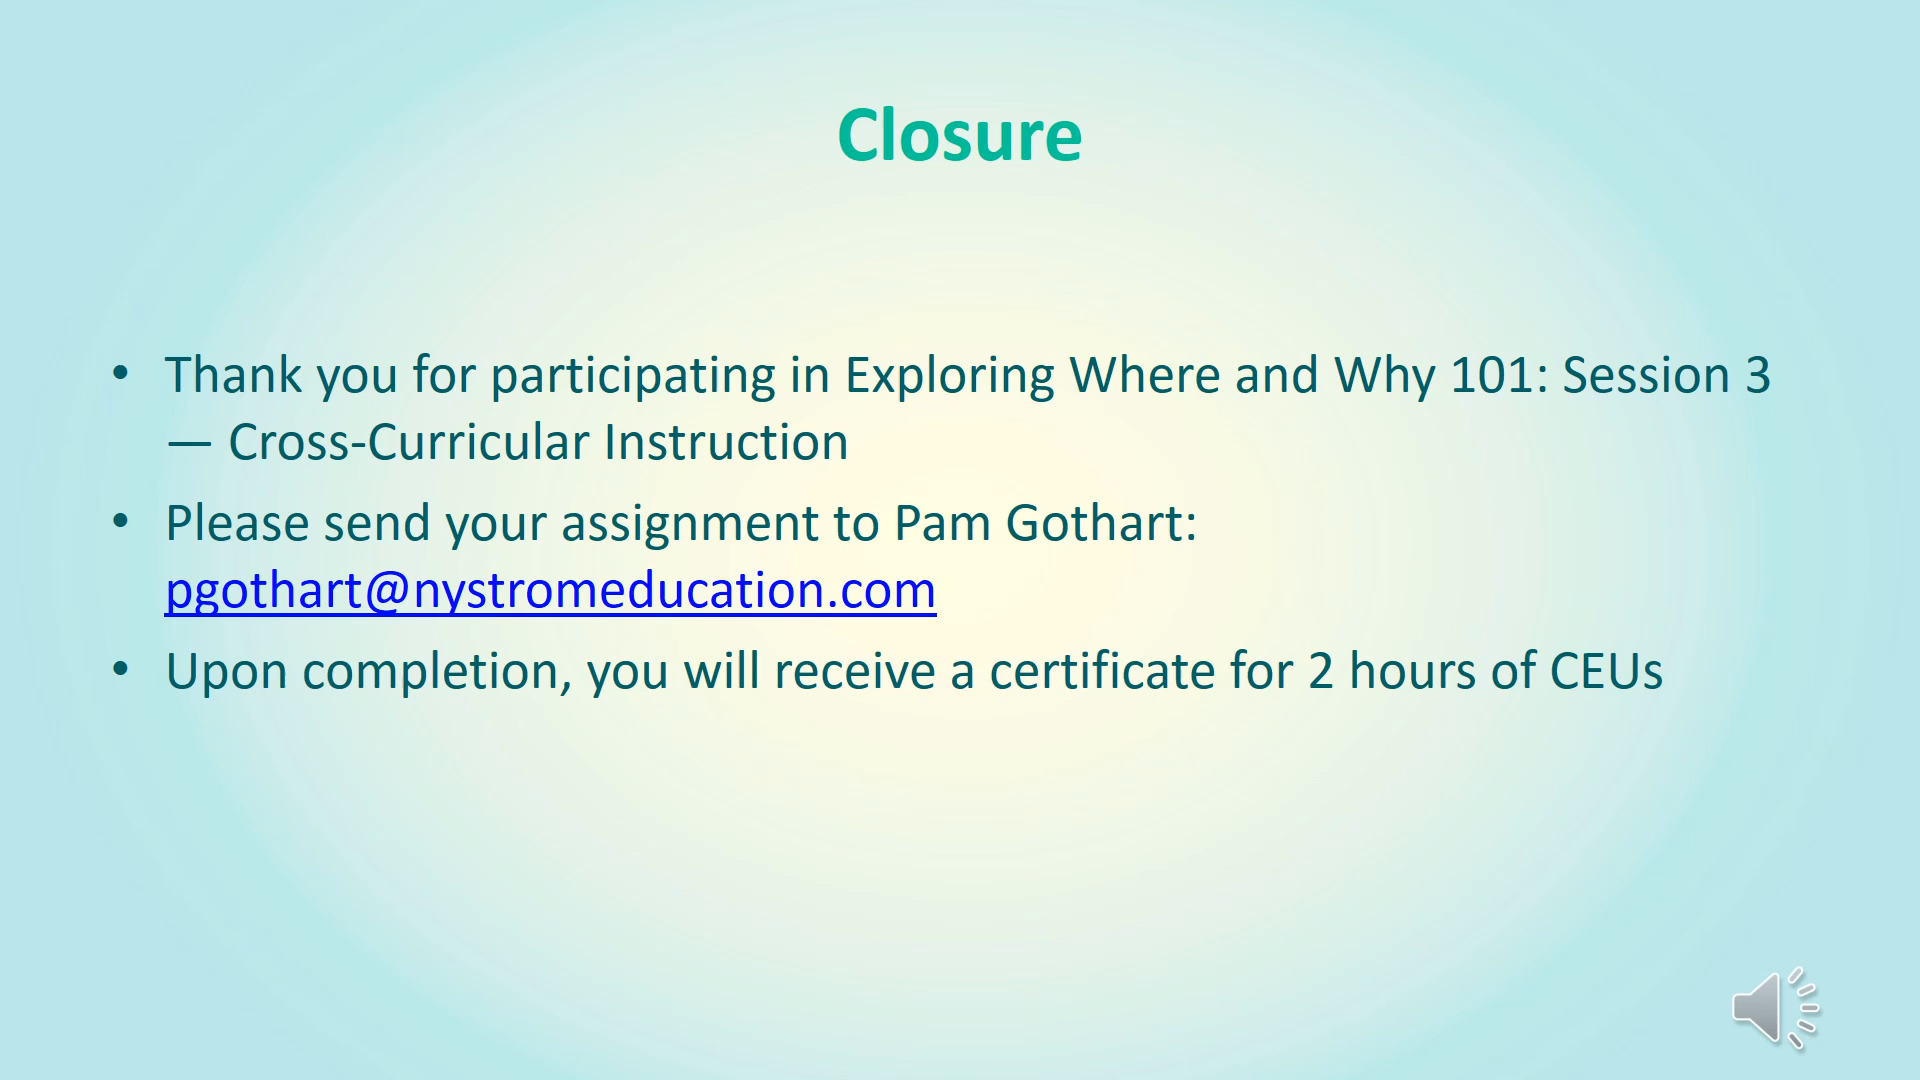 Closure
• Thank you for participating in Exploring Where and Why 101: Session 3
— Cross-Curricular Instruction
• Please send your assignment to Pam Gothart:
pgothart@nystromeducation.com
• Upon completion, you will receive a certificate for 2 hours of CEUs